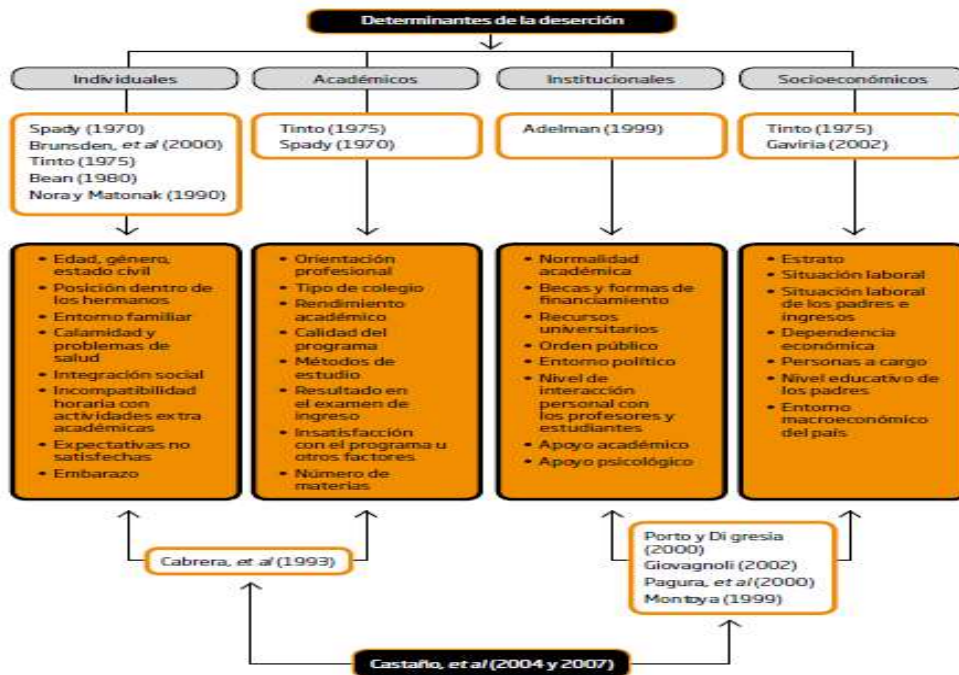 Determinantes de la deserción
Individuales
Académicos
Institucionales
Socioeconómicos
Spady (1970)
Brunsden, et al (2000)
Tinto (1975)
Bean (1980)
Nora y Matonak (1990)
Tinto (1975)
Spady (1970)
Adelman (1999)
Tinto (1975)
Gaviria (2002)
• Edad, género,
estado civil
• Posición dentro de
los hermanos
• Entorno familiar
• Calamidad y
problemas de
salud
• Integración social
• Incompatibilidad
horaria con
actividades extra
académicas
• Expectativas no
satisfechas
• Embarazo
• Orientación
profesional
• Tipo de colegio
• Rendimiento
académico
• Calidad del
programa
• Métodos de
estudio
• Resultado en
el examen de
ingreso
• Insatisfacción
con el programa u
otros factores
• Número de
materias
• Normalidad
académica
• Becas y formas de
financiamiento
• Recursos
universitarios
• Orden público
• Entorno político
• Nivel de
interacción
personal con
los profesores y
estudiantes
• Apoyo académico
• Apoyo psicológico
• Estrato
• Situación laboral
• Situación laboral
de los padres e
ingresos
• Dependencia
económica
• Personas a cargo
• Nivel educativo de
los padres
• Entorno
macroeconómico
del país
Cabrera, et al (1993)
Porto y Di gresia
(2000)
Giovagnoli (2002)
Pagura, et al (2000)
Montoya (1999)
Castaño, et al (2004 y 2007)